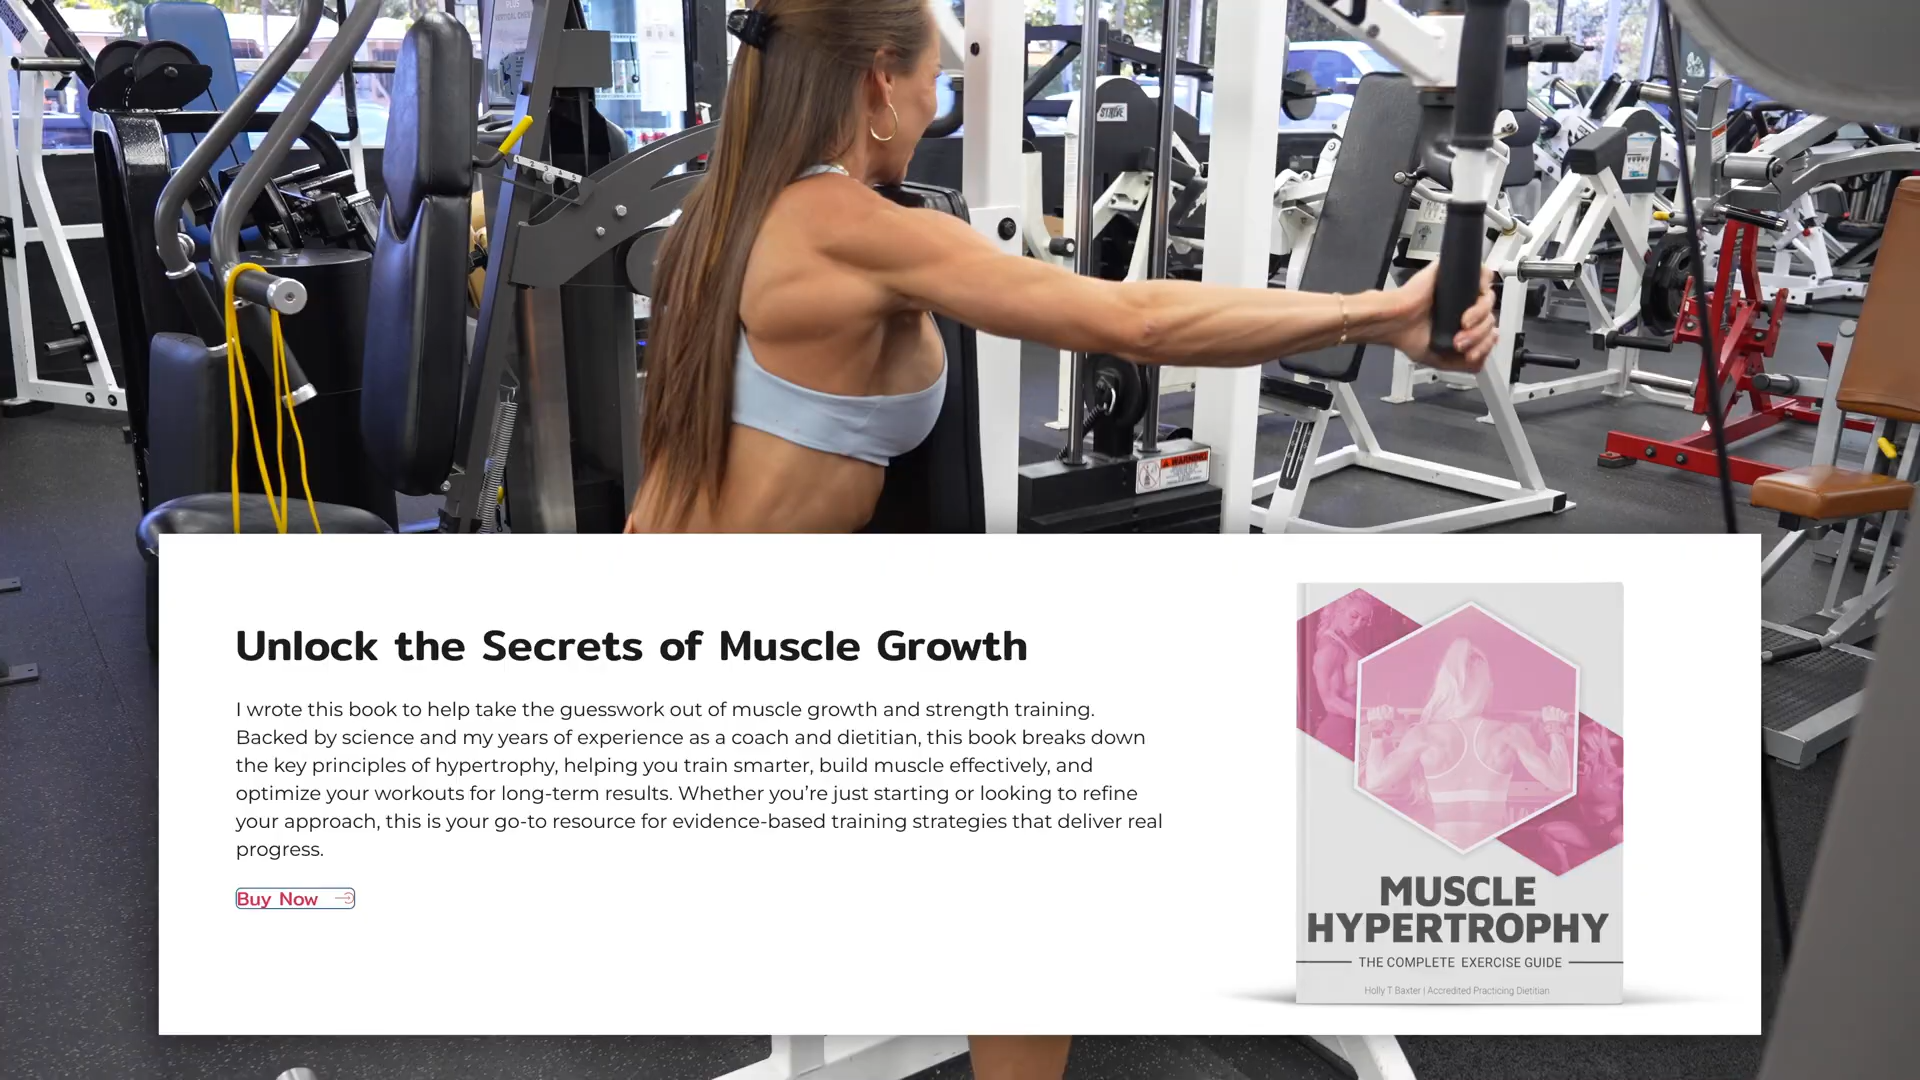 PLUS
VERTICAL CHEST
STRIVE
WARNING
Unlock the Secrets of Muscle Growth
I wrote this book to help take the guesswork out of muscle growth and strength training.
Backed by science and my years of experience as a coach and dietitian, this book breaks down
the key principles of hypertrophy, helping you train smarter, build muscle effectively, and
optimize your workouts for long-term results. Whether you’re just starting or looking to refine
your approach, this is your go-to resource for evidence-based training strategies that deliver real
progress.
Buy Now
MUSCLE
HYPERTROPHY
THE COMPLETE EXERCISE GUIDE
Holly T Baxter | Accredited Practicing Dietitian